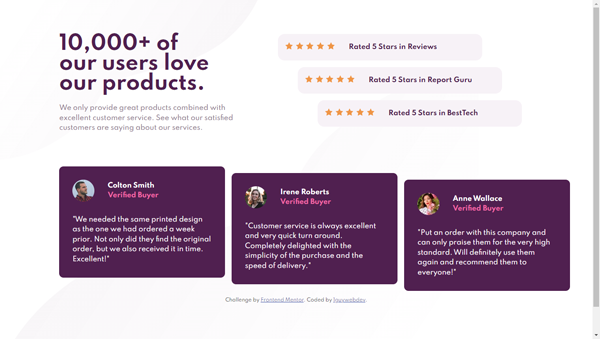 10,000+ of
our users love
our products.
We only provide great products combined with
excellent customer service. See what our satisfied
customers are saying about our services.
Rated 5 Stars in Reviews
Rated 5 Stars in Report Guru
Rated 5 Stars in BestTech
Colton Smith
Verified Buyer
"We needed the same printed design
as the one we had ordered a week
prior. Not only did they find the original
order, but we also received it in time.
Excellent!"
Irene Roberts
Verified Buyer
"Customer service is always excellent
and very quick turn around.
Completely delighted with the
simplicity of the purchase and the
speed of delivery."
Anne Wallace
Verified Buyer
"Put an order with this company and
can only praise them for the very high
standard. Will definitely use them
again and recommend them to
everyone!"
Challenge by Frontend Mentor. Coded by